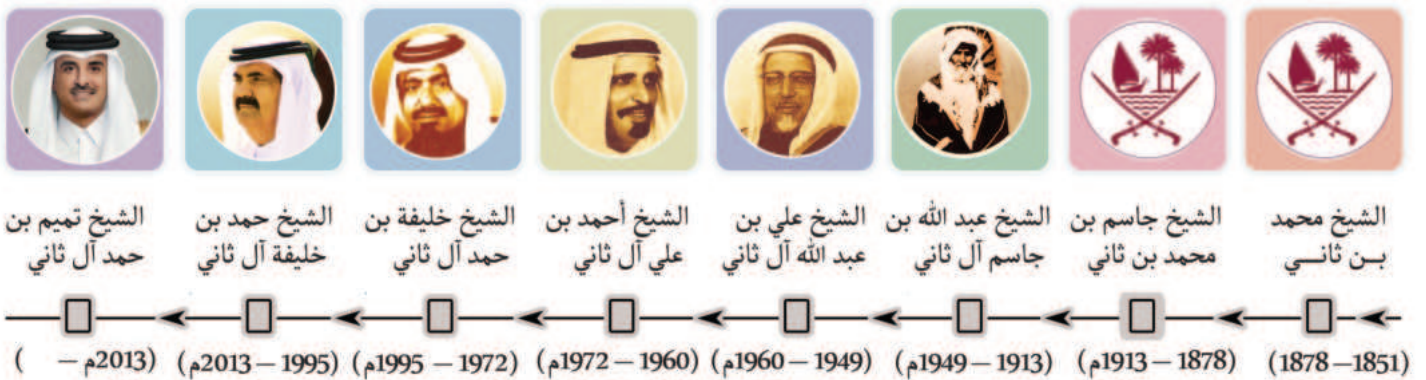 الشيخ محمد
بــن ثانــي
الشيخ جاسم بن
محمد بن ثاني
الشيخ عبد الله بن
جاسم آل ثاني
الشيخ علي بن
عبد الله آل ثاني
الشيخ أحمد بن
علي آل ثاني
الشيخ خليفة بن
حمد آل ثاني
الشيخ حمد بن
خليفة آل ثاني
الشيخ تميم بن
حمد آل ثاني
(1851–1878)
(1878 – 1913م)
(1913 – 1949م)
(1949 – 1960م)
(1960 – 1972م)
(1972 – 1995م)
(1995 – 2013م)
(2013م – )